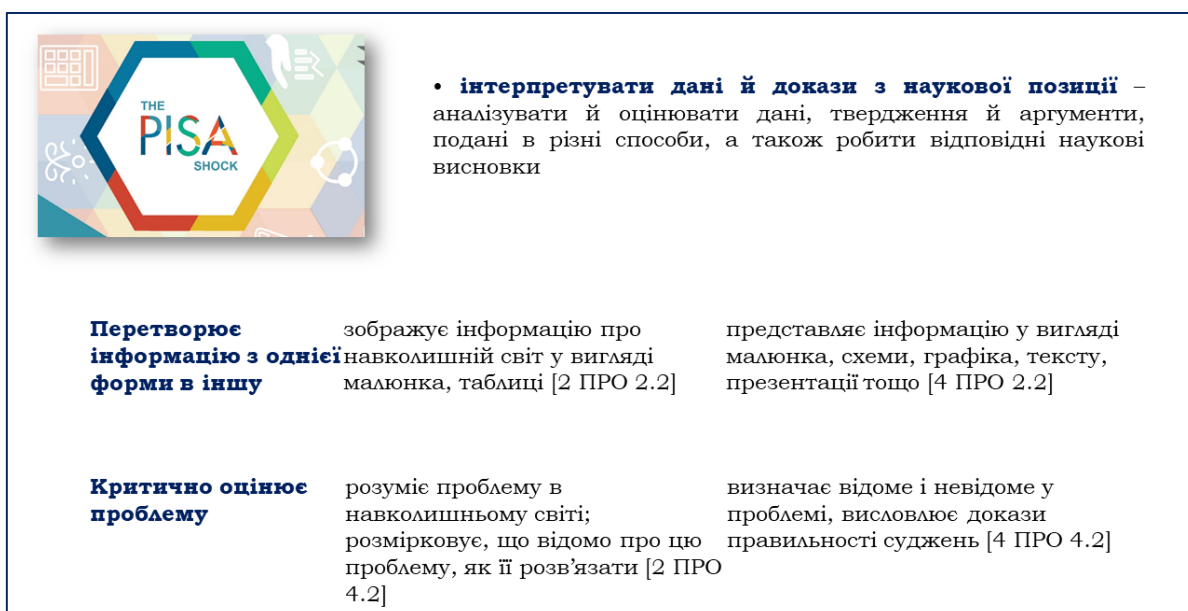 THE
PISA
SHOCK
• інтерпретувати дані й докази з наукової позиції –
аналізувати й оцінювати дані, твердження й аргументи,
подані в різні способи, а також робити відповідні наукові
висновки
Перетворює
інформацію з однієї
форми в іншу
зображує інформацію про
навколишній світ у вигляді
малюнка, таблиці [2 ПРО 2.2]
представляє інформацію у вигляді
малюнка, схеми, графіка, тексту,
презентації тощо [4 ПРО 2.2]
Критично оцінює
проблему
розуміє проблему в
навколишньому світі;
розмірковує, що відомо про цю
проблему, як її розв’язати [2 ПРО
4.2]
визначає відоме і невідоме у
проблемі, висловлює докази
правильності суджень [4 ПРО 4.2]